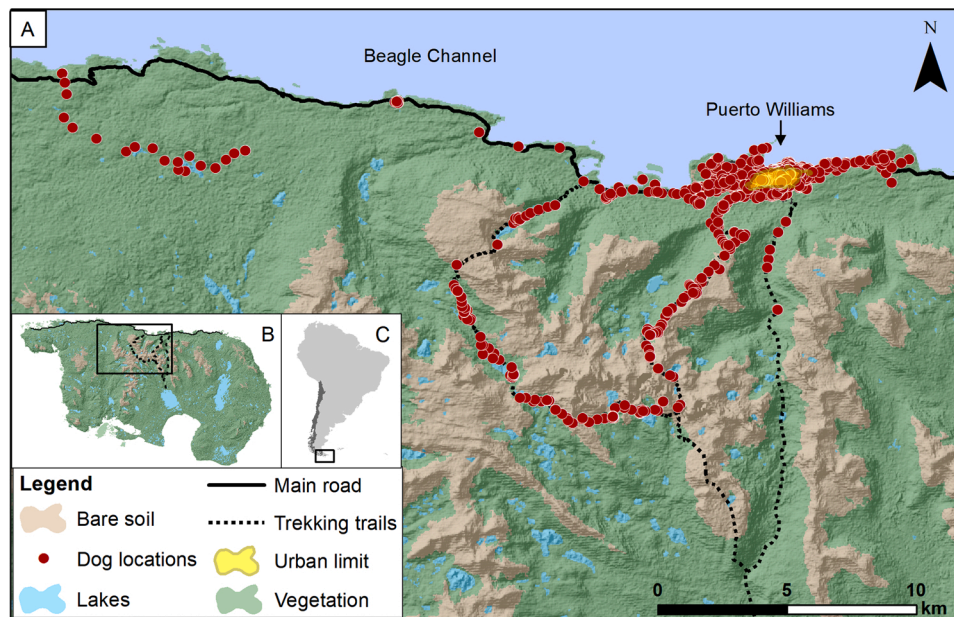 A
Beagle Channel
N
Puerto Williams
B
C
Legend
Bare soil
Dog locations
Lakes
Main road
Trekking trails
Urban limit
Vegetation
0 5 10
km